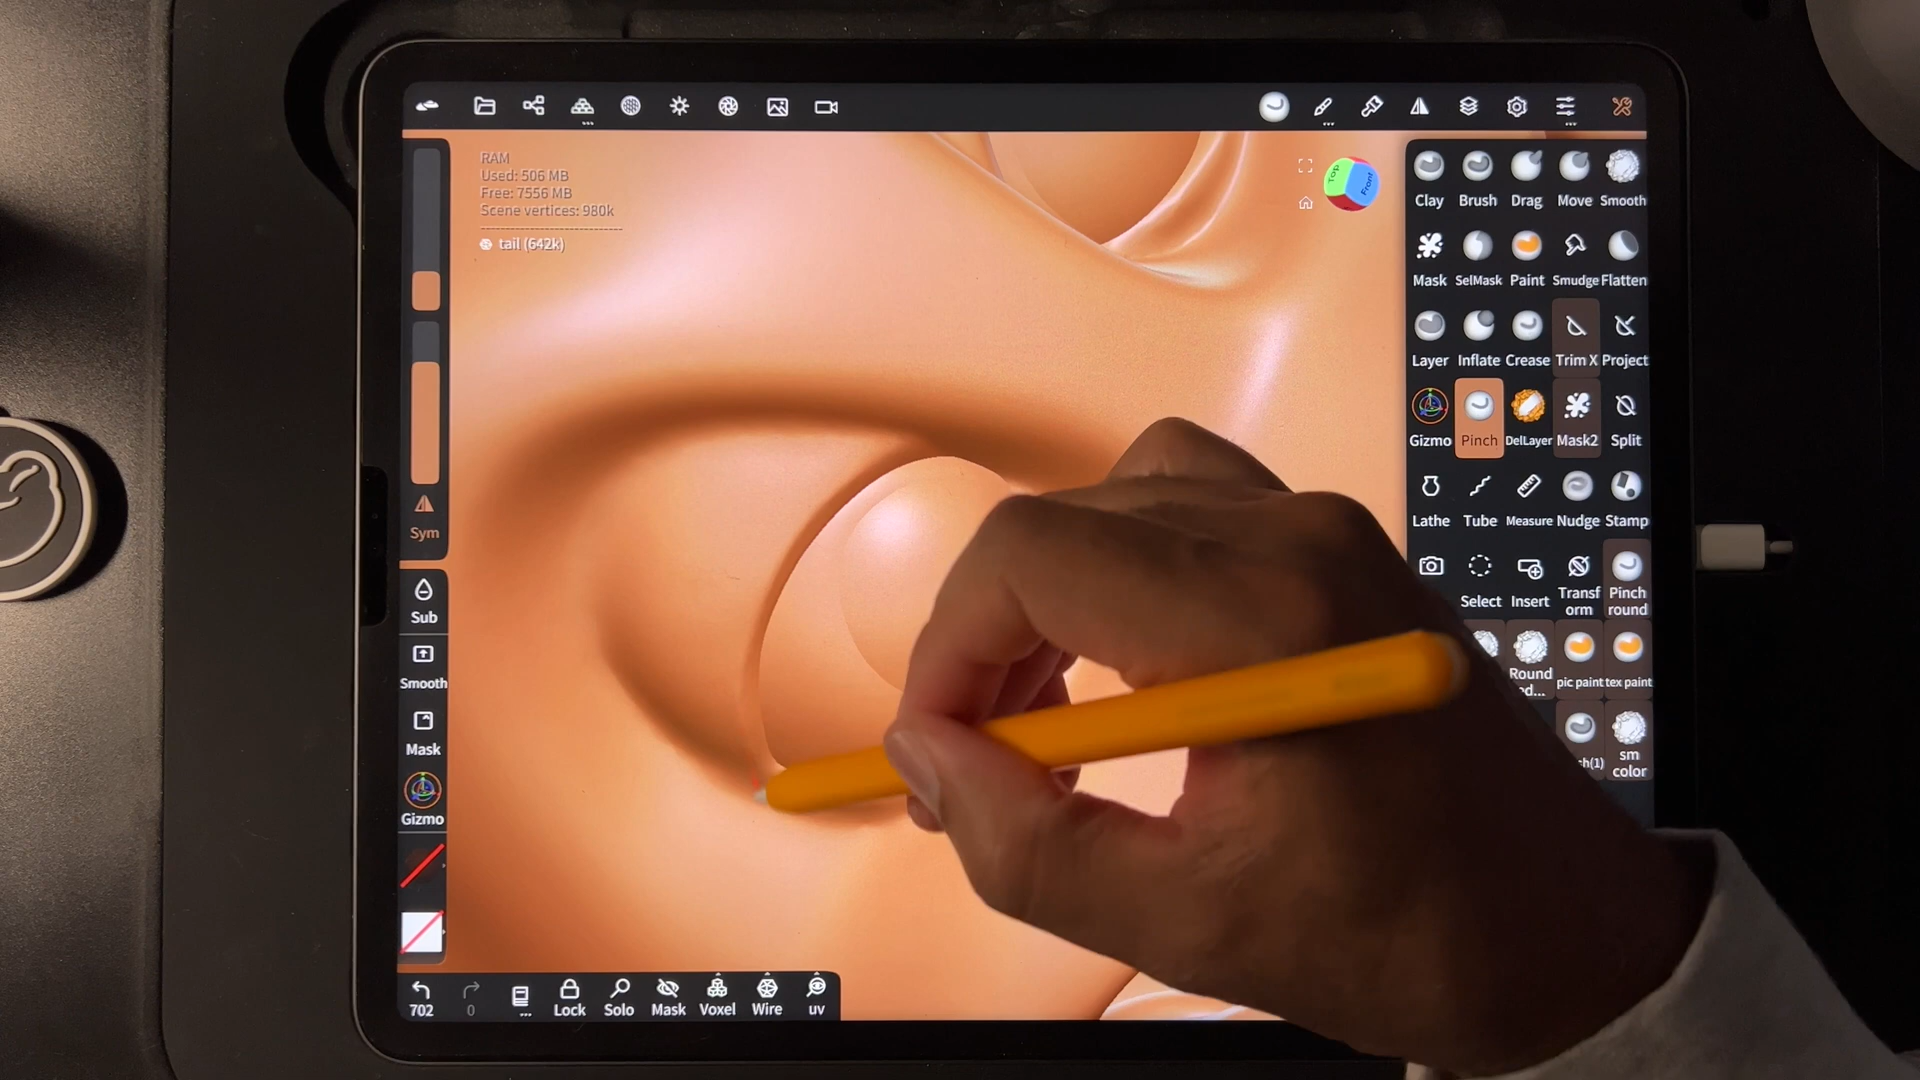 RAM
Used: 506 MB
Free: 7556 MB
Scene vertices: 980k
tail (642k)
Top
Front
Clay Brush Drag Move Smooth
Mask SelMask Paint Smudge Flatten
Layer Inflate Crease Trim X Project
Gizmo Pinch DelLayer Mask2 Split
Lathe Tube Measure Nudge Stamp
Select Insert Transf
orm Pinch
round
Round
ed... pic paint tex paint
sm
color
Sym
Sub
Smooth
Mask
Gizmo
702 0 ... Lock Solo Mask Voxel Wire uv